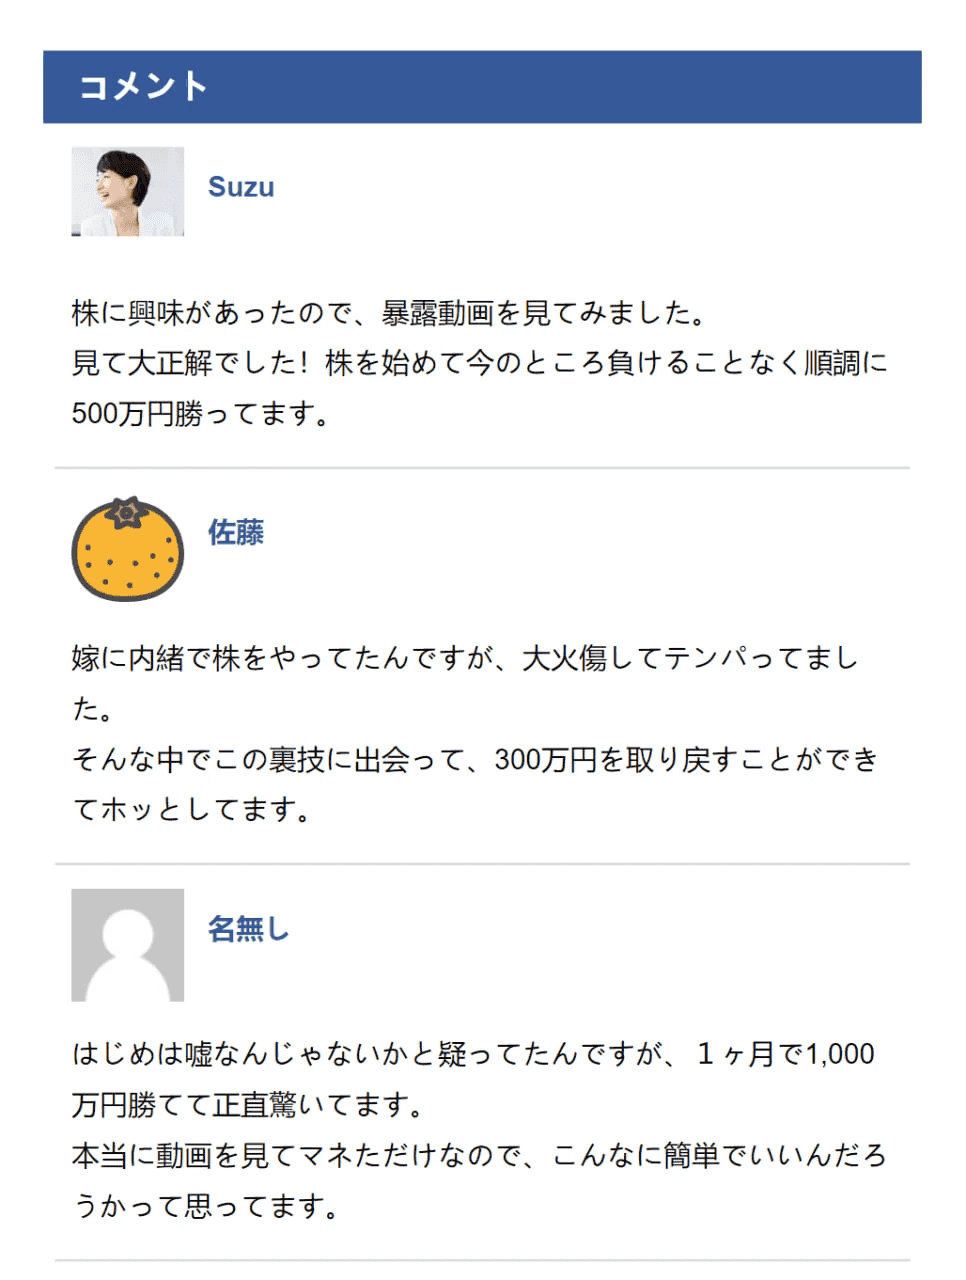 コメント
Suzu
株に興味があったので、暴露動画を見てみました。
見て大正解でした！株を始めて今のところ負けることなく順調に
500万円勝ってます。
佐藤
嫁に内緒で株をやってたんですが、大火傷してテンパってまし
た。
そんな中でこの裏技に出会って、300万円を取り戻すことができ
てホッとしてます。
名無し
はじめは嘘なんじゃないかと疑ってたんですが、１ヶ月で1,000
万円勝てて正直驚いてます。
本当に動画を見てマネただけなので、こんなに簡単でいいんだろ
うかって思ってます。